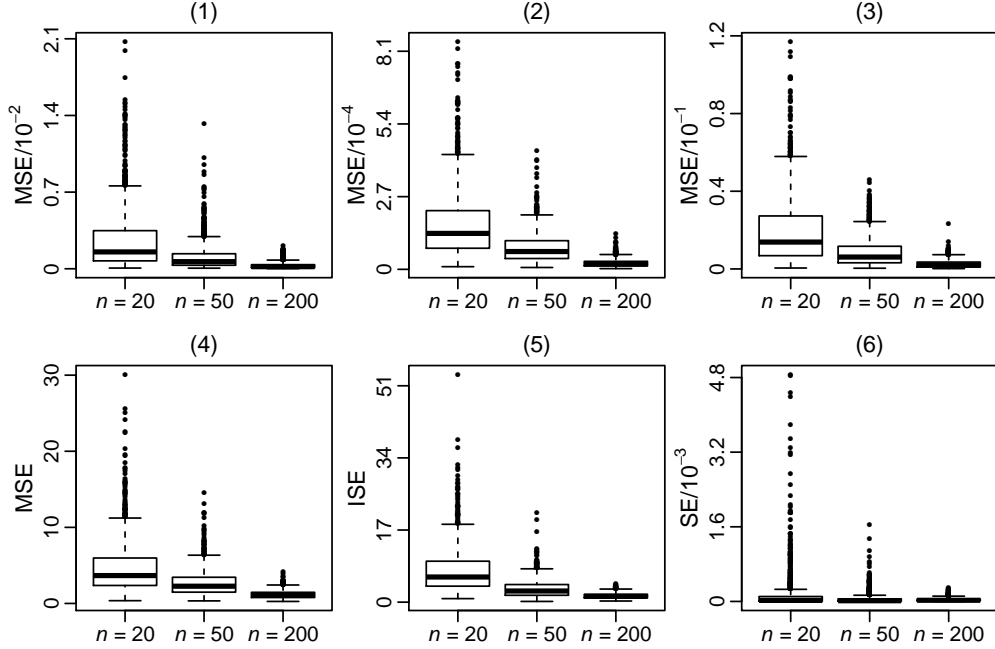 (1)
MSE/10⁻²
2.1
1.4
0.7
0
n = 20 n = 50 n = 200
(2)
MSE/10⁻⁴
8.1
5.4
2.7
0
n = 20 n = 50 n = 200
(3)
MSE/10⁻¹
1.2
0.8
0.4
0
n = 20 n = 50 n = 200
(4)
MSE
30
20
10
0
n = 20 n = 50 n = 200
(5)
ISE
51
34
17
0
n = 20 n = 50 n = 200
(6)
SE/10⁻³
4.8
3.2
1.6
0
n = 20 n = 50 n = 200